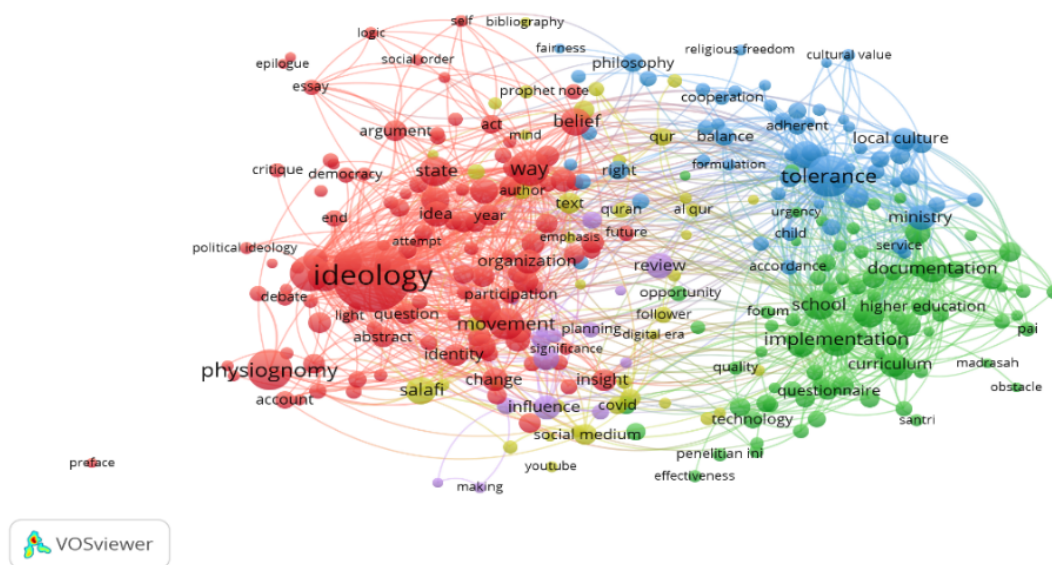 self
bibliography
logic
fairness
religious freedom
cultural value
epilogue
social order
philosophy
essay
prophet note
cooperation
belief
act
argument
mind
qur
balance
adherent
local culture
critique
democracy
state
way
right
formulation
tolerance
author
text
idea
year
quran
al qur
urgency
ministry
end
emphasis
future
child
political ideology
attempt
service
organization
review
accordance
documentation
ideology
debate
participation
opportunity
school
higher education
light
question
follower
forum
movement
planning
digital era
pai
abstract
implementation
identity
significance
physiognomy
quality
curriculum
madrasah
change
insight
salafi
questionnaire
obstacle
account
influence
covid
technology
santri
social medium
penelitian ini
preface
youtube
effectiveness
making
VOSviewer